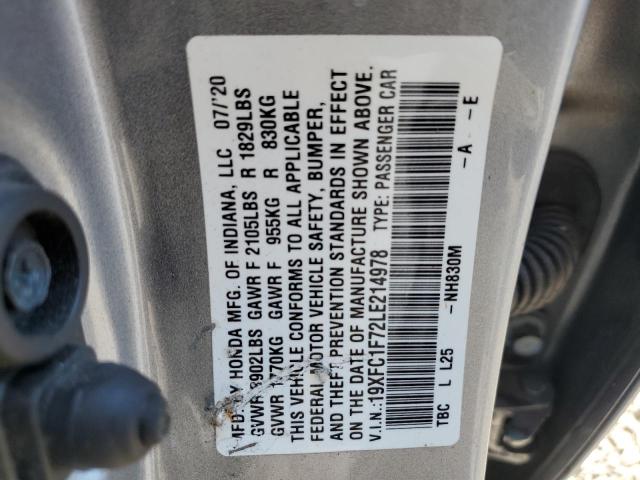 MFD. BY HONDA MFG. OF INDIANA, LLC 07/'20
GVWR 3902LBS GAWR F 2105LBS R 1829LBS
GVWR 1770KG GAWR F 955KG R 830KG
THIS VEHICLE CONFORMS TO ALL APPLICABLE
FEDERAL MOTOR VEHICLE SAFETY, BUMPER,
AND THEFT PREVENTION STANDARDS IN EFFECT
ON THE DATE OF MANUFACTURE SHOWN ABOVE.
V.I.N.:19XFC1F72LE214978 TYPE: PASSENGER CAR
-NH830M -A -E
TBC L L25